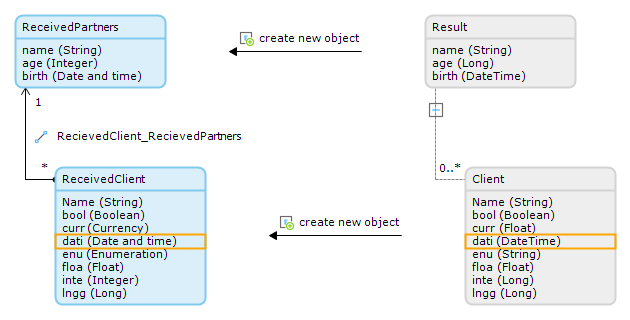 ReceivedPartners
name (String)
age (Integer)
birth (Date and time)
create new object
Result
name (String)
age (Long)
birth (DateTime)
1
RecievedClient_RecievedPartners
*
0..*
ReceivedClient
Name (String)
bool (Boolean)
curr (Currency)
dati (Date and time)
enu (Enumeration)
floa (Float)
inte (Integer)
lngg (Long)
create new object
Client
Name (String)
bool (Boolean)
curr (Float)
dati (DateTime)
enu (String)
floa (Float)
inte (Long)
lngg (Long)